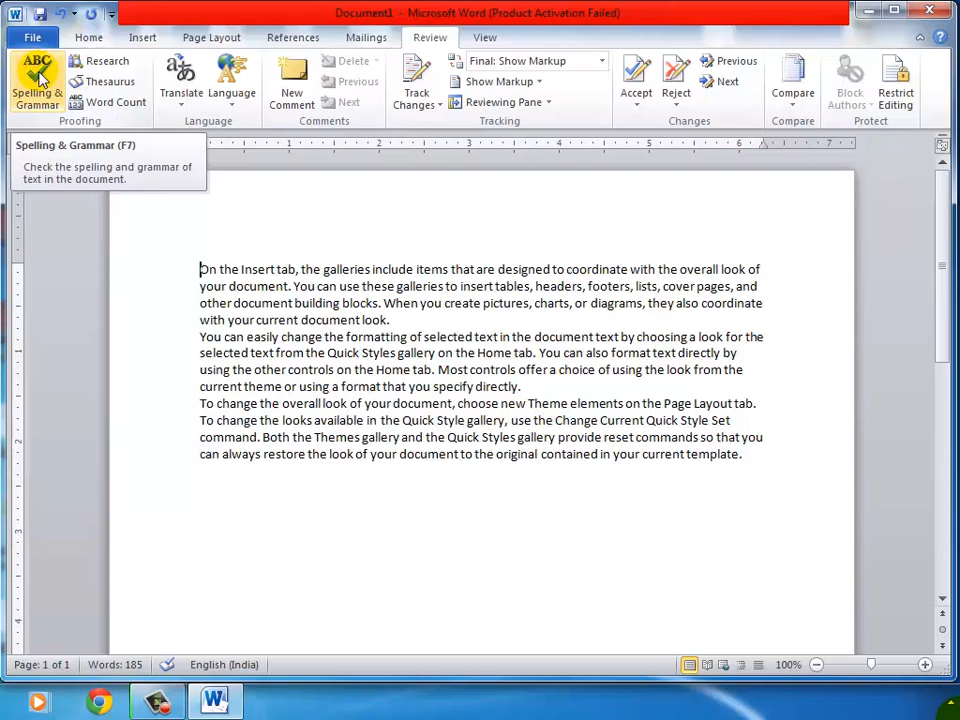 Document1 - Microsoft Word (Product Activation Failed)
File Home Insert Page Layout References Mailings Review View
ABC Spelling & Grammar
Research
Thesaurus
ABC 123 Word Count
Proofing
Translate
Language
Language
New Comment
Delete
Previous
Next
Comments
Track Changes
Final: Show Markup
Show Markup
Reviewing Pane
Tracking
Accept
Reject
Previous
Next
Changes
Compare
Compare
Block Authors
Restrict Editing
Protect
Spelling & Grammar (F7)
Check the spelling and grammar of
text in the document.
1 2 3 4 5 6 7
On the Insert tab, the galleries include items that are designed to coordinate with the overall look of
your document. You can use these galleries to insert tables, headers, footers, lists, cover pages, and
other document building blocks. When you create pictures, charts, or diagrams, they also coordinate
with your current document look.
You can easily change the formatting of selected text in the document text by choosing a look for the
selected text from the Quick Styles gallery on the Home tab. You can also format text directly by
using the other controls on the Home tab. Most controls offer a choice of using the look from the
current theme or using a format that you specify directly.
To change the overall look of your document, choose new Theme elements on the Page Layout tab.
To change the looks available in the Quick Style gallery, use the Change Current Quick Style Set
command. Both the Themes gallery and the Quick Styles gallery provide reset commands so that you
can always restore the look of your document to the original contained in your current template.
1
2
3
4
Page: 1 of 1 Words: 185 English (India) 100%